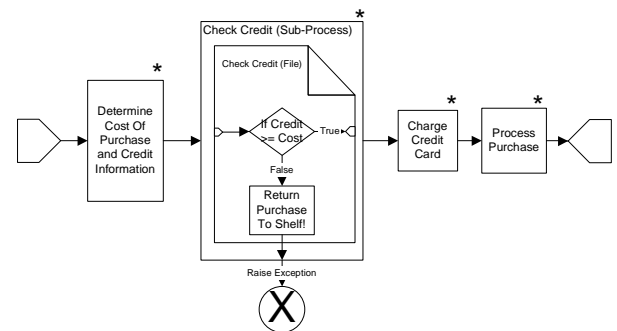 Check Credit (Sub-Process)
*
Check Credit (File)
*
Determine
Cost Of
Purchase
and Credit
Information
If Credit
>= Cost
True
False
Return
Purchase
To Shelf!
*
Charge
Credit
Card
*
Process
Purchase
Raise Exception
X